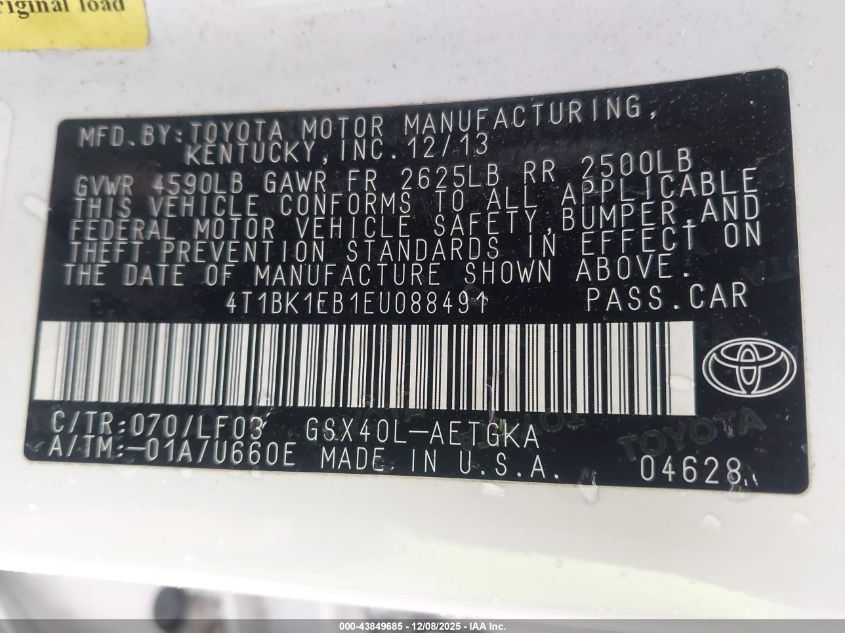 riginal load
MFD.BY:TOYOTA MOTOR MANUFACTURING,
KENTUCKY,INC.12/13
GVWR 4590LB GAWR FR 2625LB RR 2500LB
THIS VEHICLE CONFORMS TO ALL APPLICABLE
FEDERAL MOTOR VEHICLE SAFETY,BUMPER,AND
THEFT PREVENTION STANDARDS IN EFFECT ON
THE DATE OF MANUFACTURE SHOWN ABOVE.
4T1BK1EB1EU088491 PASS.CAR
C/TR:070/LF03 GSX40L-AETGKA
A/TM:-01A/U660E MADE IN U.S.A. 04628
TOYOTA
000-43849685 - 12/08/2025 - IAA Inc.